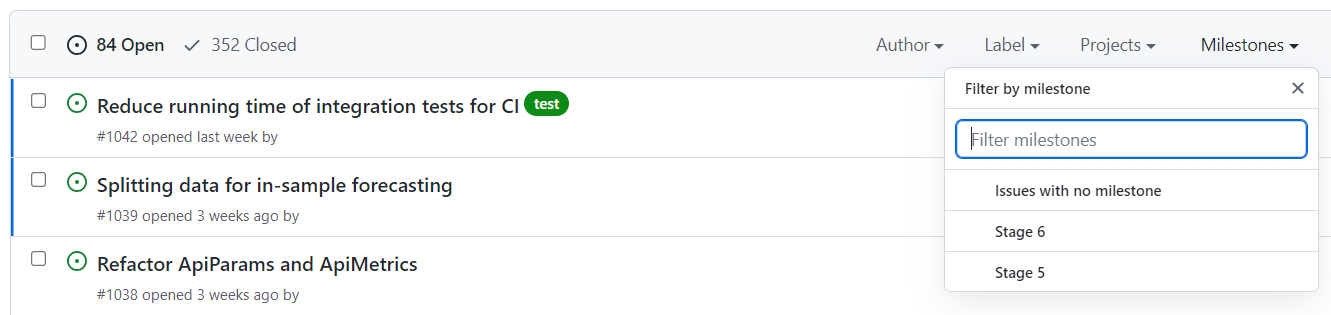 84 Open 352 Closed Author Label Projects Milestones
Filter by milestone
Filter milestones
Issues with no milestone
Stage 6
Stage 5
Reduce running time of integration tests for CI test
#1042 opened last week by
Splitting data for in-sample forecasting
#1039 opened 3 weeks ago by
Refactor ApiParams and ApiMetrics
#1038 opened 3 weeks ago by